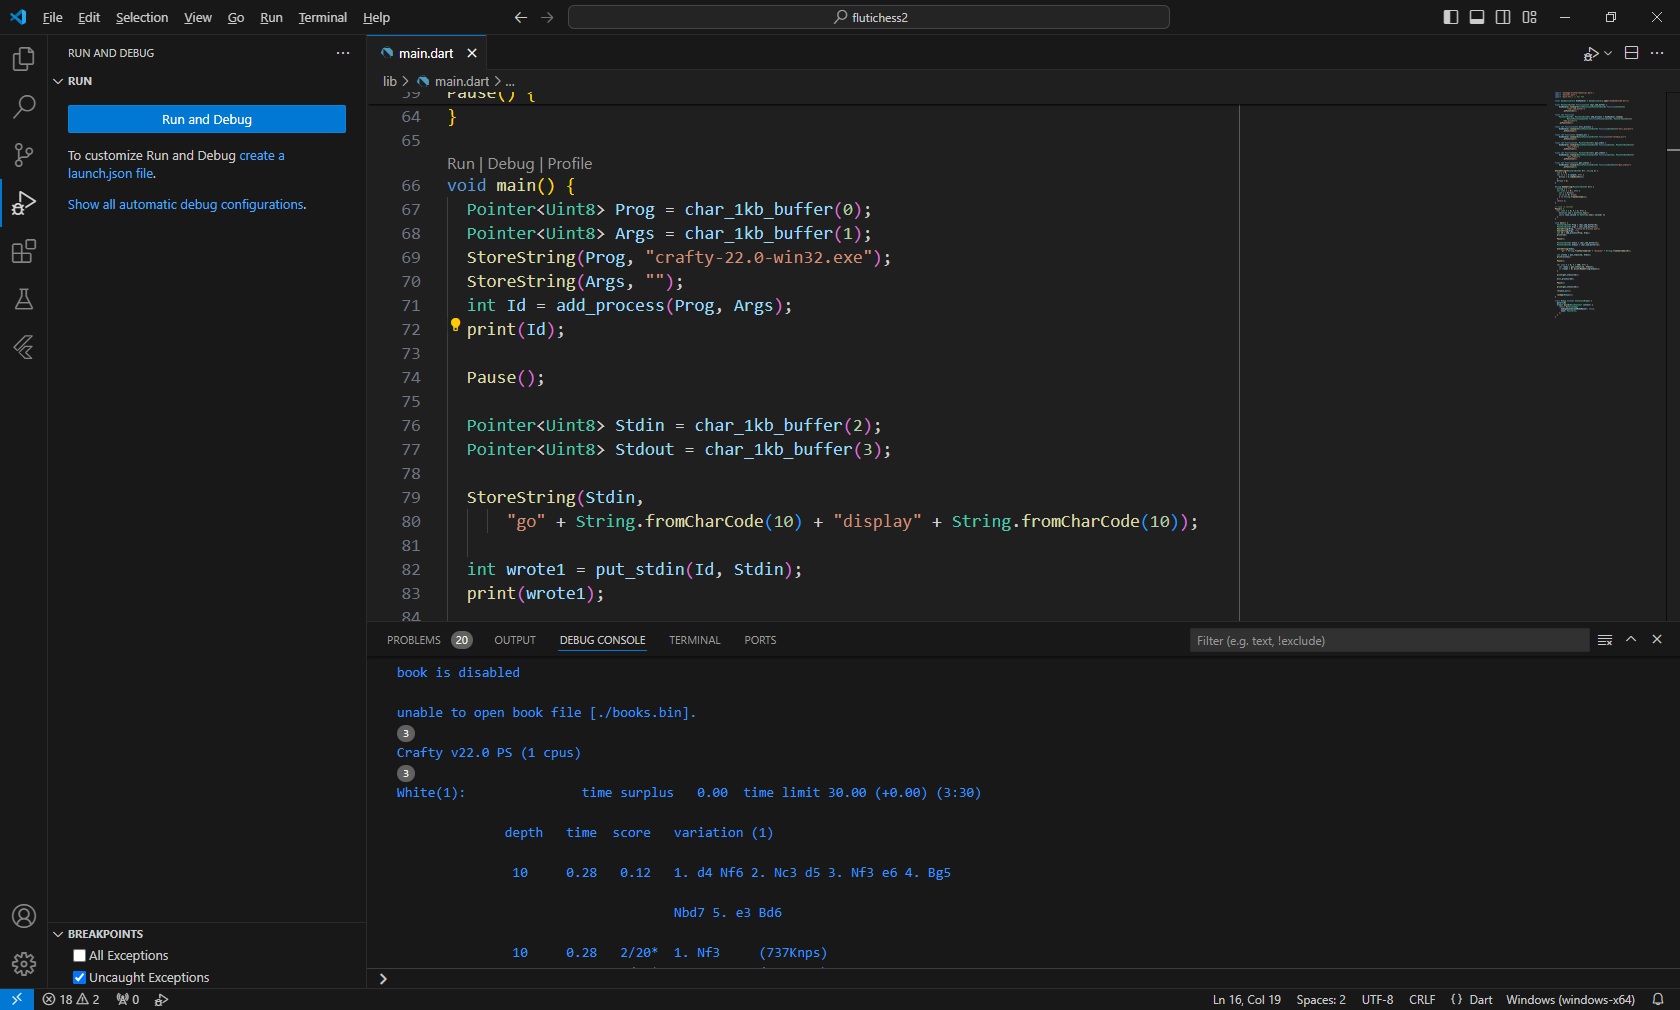 File Edit Selection View Go Run Terminal Help
flutichess2
RUN AND DEBUG
RUN
Run and Debug
To customize Run and Debug create a
launch.json file.
Show all automatic debug configurations.
BREAKPOINTS
All Exceptions
Uncaught Exceptions
main.dart
lib > main.dart > ...
59 Pause() {
64 }
65
Run | Debug | Profile
66 void main() {
67 Pointer<Uint8> Prog = char_1kb_buffer(0);
68 Pointer<Uint8> Args = char_1kb_buffer(1);
69 StoreString(Prog, "crafty-22.0-win32.exe");
70 StoreString(Args, "");
71 int Id = add_process(Prog, Args);
72 print(Id);
73
74 Pause();
75
76 Pointer<Uint8> Stdin = char_1kb_buffer(2);
77 Pointer<Uint8> Stdout = char_1kb_buffer(3);
78
79 StoreString(Stdin,
80 "go" + String.fromCharCode(10) + "display" + String.fromCharCode(10));
81
82 int wrote1 = put_stdin(Id, Stdin);
83 print(wrote1);
84
PROBLEMS 20 OUTPUT DEBUG CONSOLE TERMINAL PORTS
Filter (e.g. text, !exclude)
book is disabled
unable to open book file [./books.bin].
3
Crafty v22.0 PS (1 cpus)
3
White(1): time surplus 0.00 time limit 30.00 (+0.00) (3:30)
depth time score variation (1)
10 0.28 0.12 1. d4 Nf6 2. Nc3 d5 3. Nf3 e6 4. Bg5
Nbd7 5. e3 Bd6
10 0.28 2/20* 1. Nf3 (737Knps)
18 2 0
Ln 16, Col 19 Spaces: 2 UTF-8 CRLF {} Dart Windows (windows-x64)